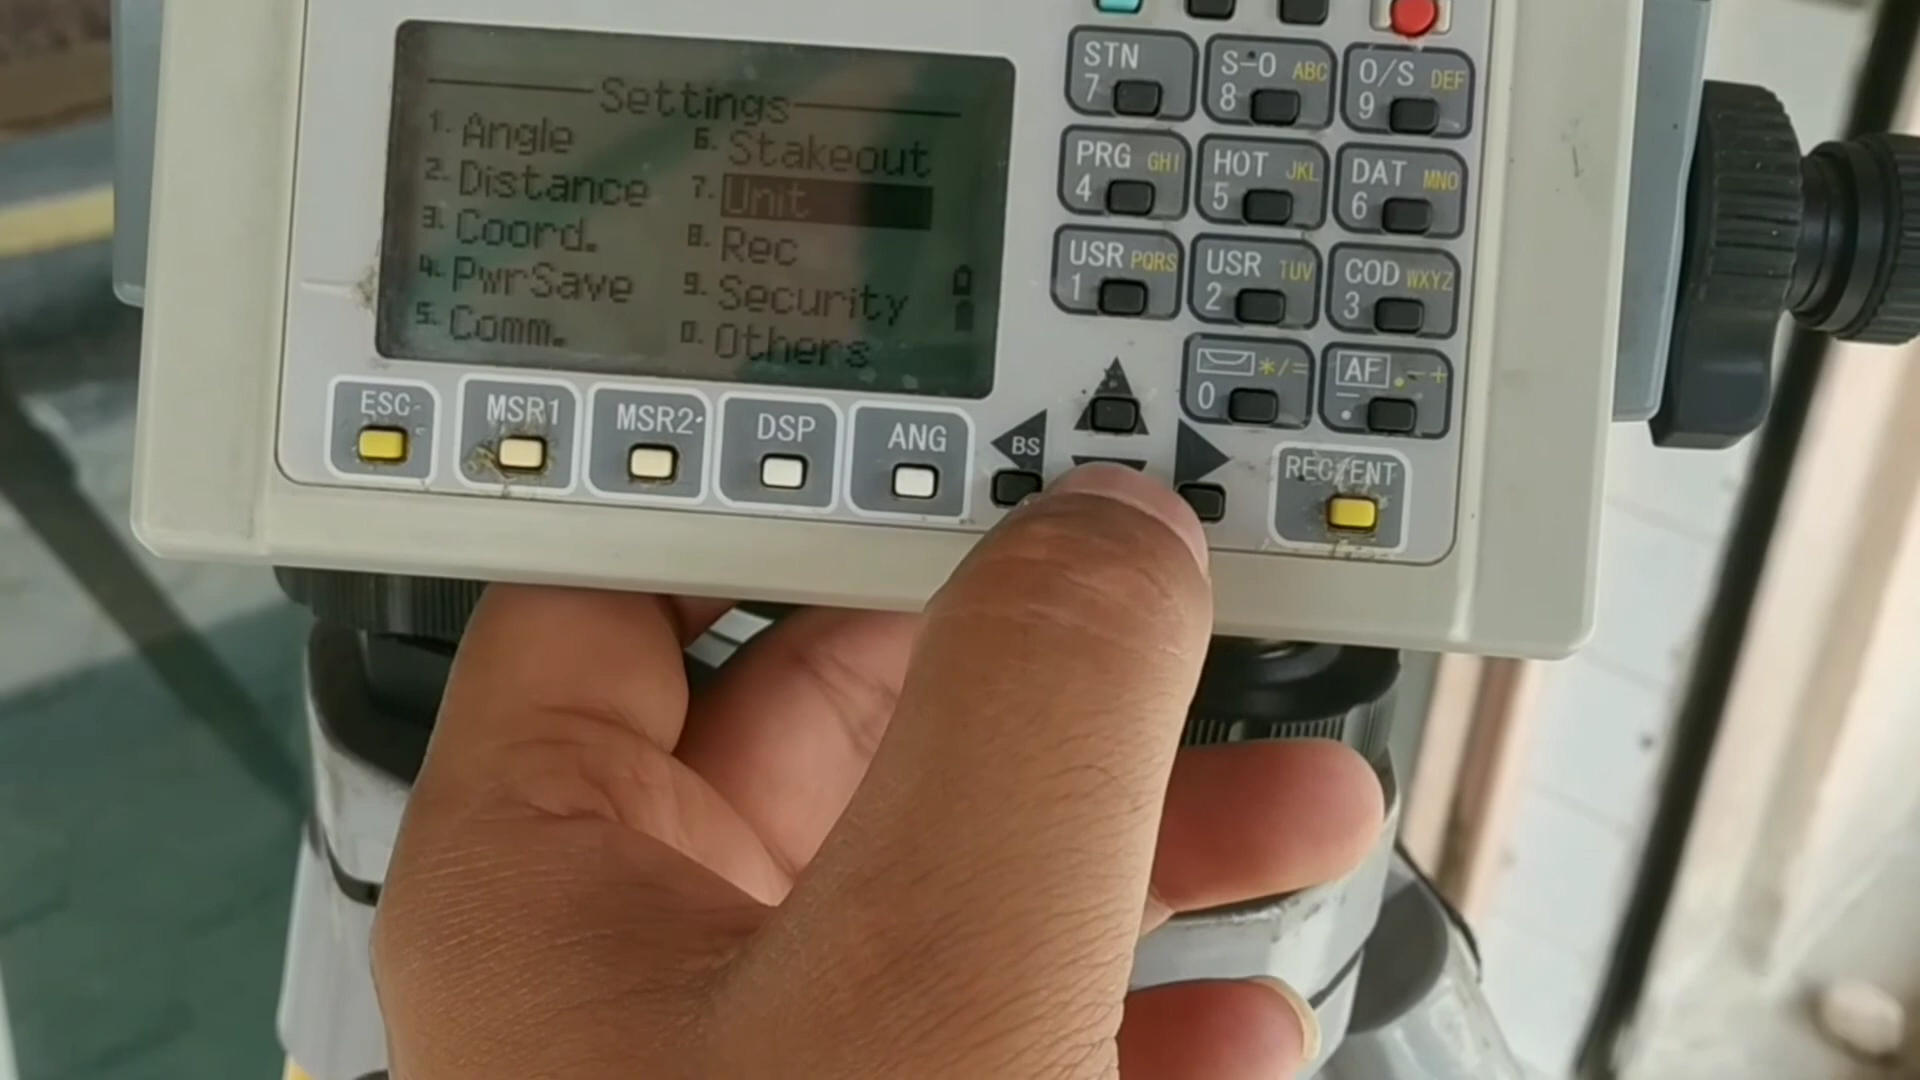 Settings
1. Angle
2. Distance
3. Coord.
4. PwrSave
5. Comm.
6. Stakeout
7. Unit
8. Rec
9. Security
0. Others
STN
7
S-O ABC
8
O/S DEF
9
PRG GHI
4
HOT JKL
5
DAT MNO
6
USR PQRS
1
USR TUV
2
COD WXYZ
3
*/=
0
AF .-+
ESC
MSR1
MSR2
DSP
ANG
BS
REC/ENT